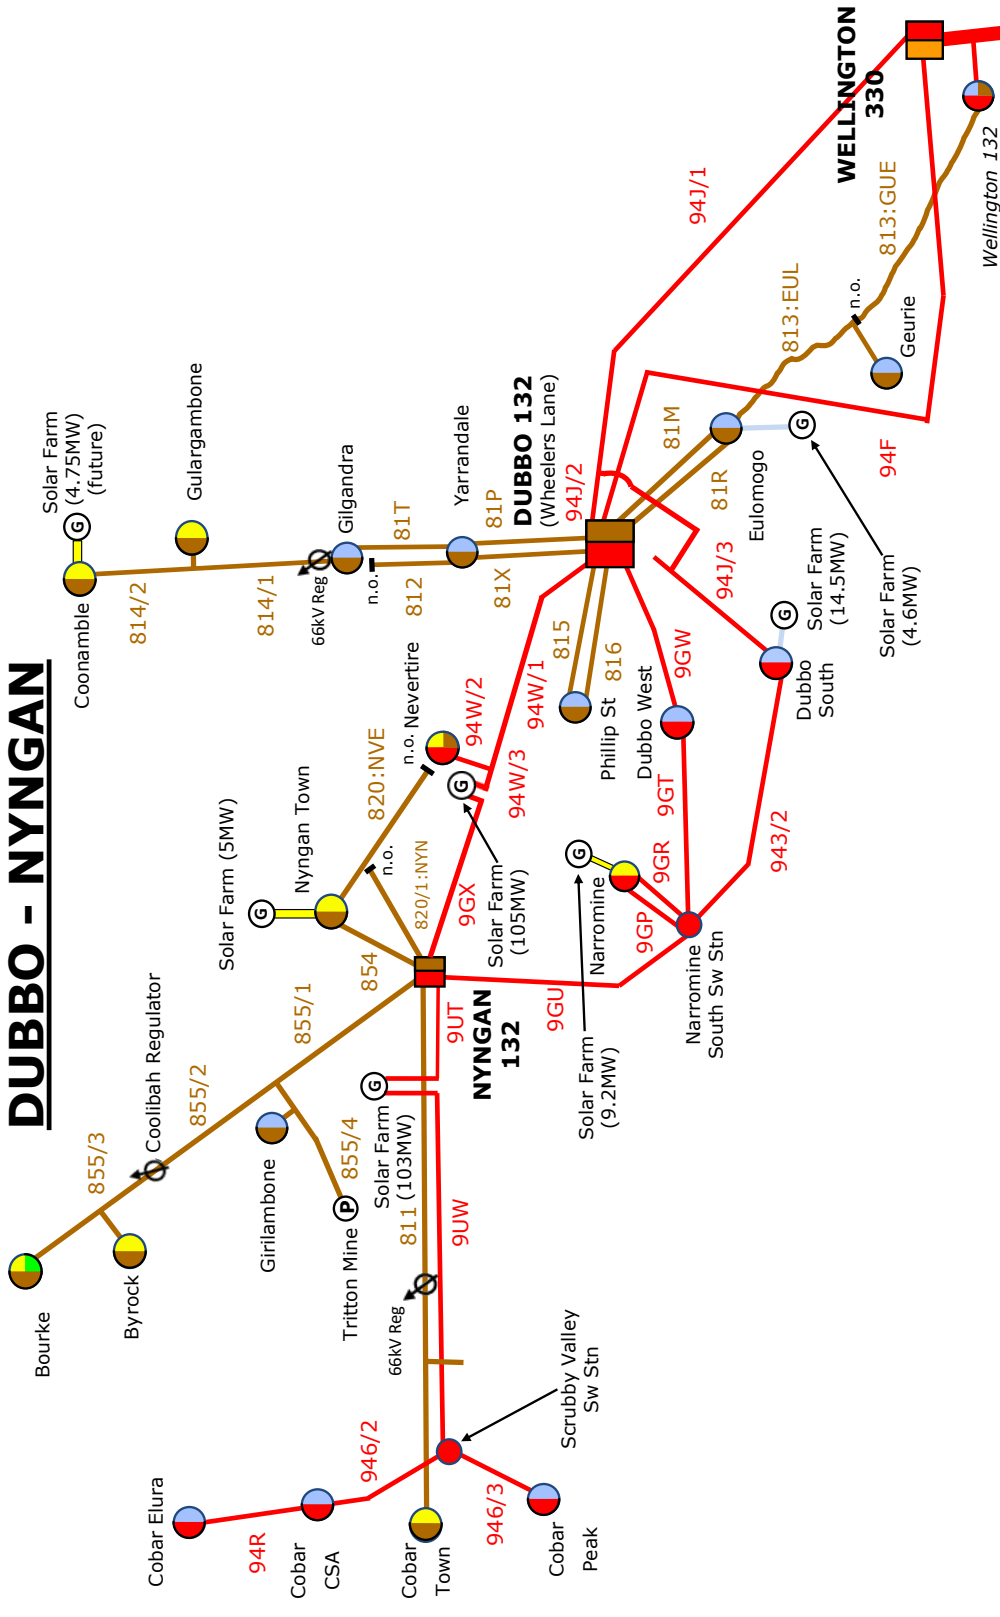 DUBBO – NYNGAN
Bourke
Byrock
855/3
Coolibah Regulator
855/2
855/1
Girilambone
Tritton Mine
P
855/4
Solar Farm (5MW)
G
Nyngan Town
854
820:NVE
n.o.
820/1:NYN
n.o.
Nevertire
Coonamble
Solar Farm
(4.75MW)
(future)
G
814/2
Gulargambone
814/1
66kV Reg
Gilgandra
n.o.
81T
812
Yarrandale
81P
81X
DUBBO 132
(Wheelers Lane)
Cobar Elura
94R
Cobar
CSA
946/2
Cobar
Town
946/3
Cobar
Peak
Scrubby Valley
Sw Stn
66kV Reg
811
9UW
Solar Farm
(103MW)
G
9UT
NYNGAN
132
9GX
Solar Farm
(105MW)
G
94W/3
94W/2
94W/1
9GU
Solar Farm
(9.2MW)
G
Narromine
9GP
9GR
Narromine
South Sw Stn
9GT
943/2
Dubbo West
9GW
Phillip St
815
816
94J/2
94J/3
Dubbo
South
G
Solar Farm
(14.5MW)
Solar Farm
(4.6MW)
G
81M
81R
Eulomogo
94F
94J/1
813:EUL
n.o.
Geurie
813:GUE
WELLINGTON
330
Wellington 132